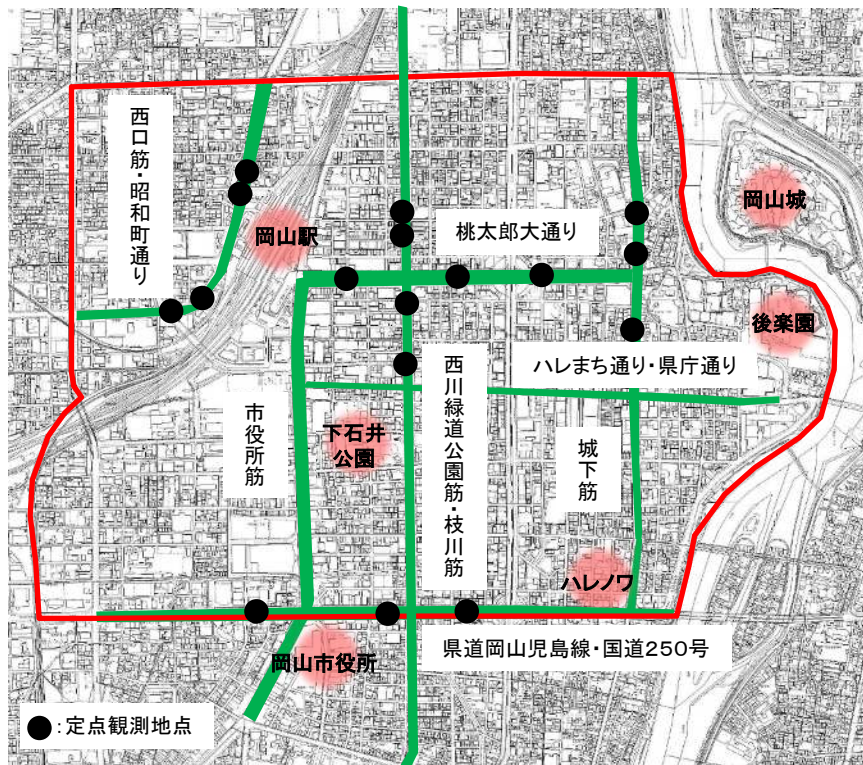 西口筋・昭和町通り
岡山城
岡山駅
桃太郎大通り
後楽園
ハレまち通り・県庁通り
西川緑道公園筋・枝川筋
市役所筋
下石井
公園
城下筋
ハレノワ
県道岡山児島線・国道250号
岡山市役所
●:定点観測地点